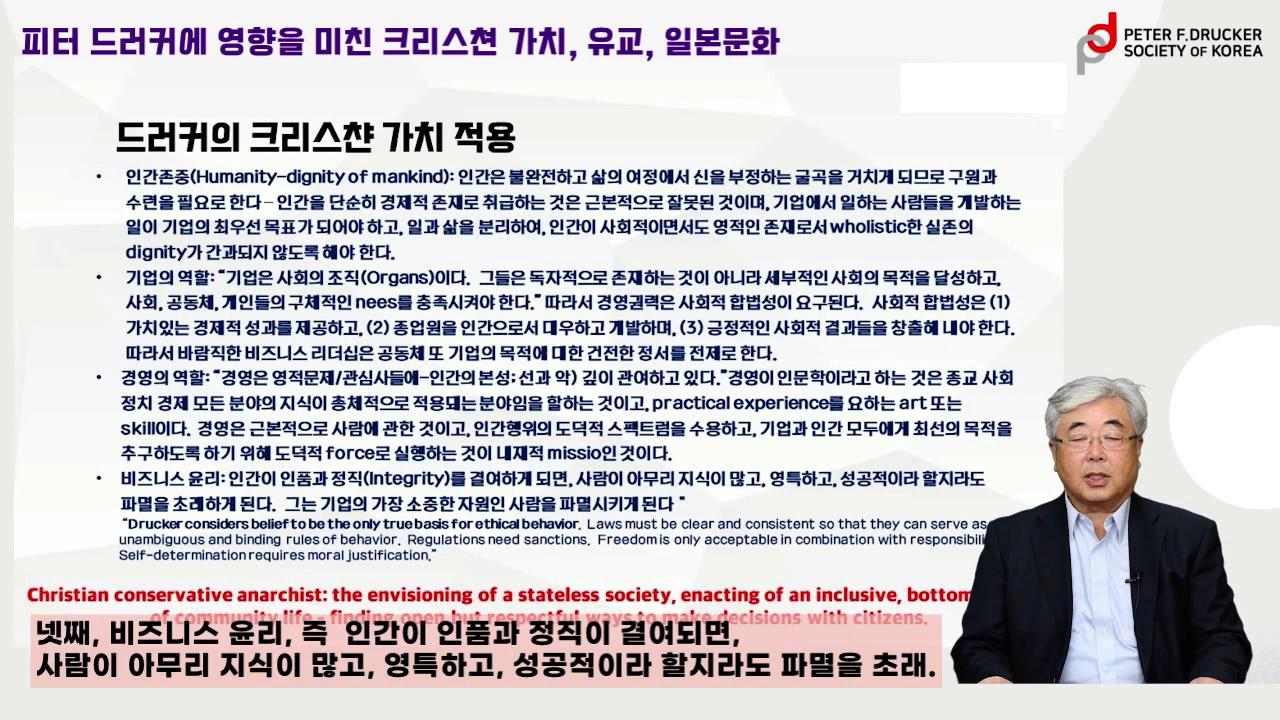 피터 드러커에 영향을 미친 크리스쳔 가치, 유교, 일본문화
PETER F.DRUCKER
SOCIETY OF KOREA
드러커의 크리스챤 가치 적용
• 인간존중(Humanity-dignity of mankind): 인간은 불완전하고 삶의 여정에서 신을 부정하는 굴곡을 거치게 되므로 구원과
수련을 필요로 한다 – 인간을 단순히 경제적 존재로 취급하는 것은 근본적으로 잘못된 것이며, 기업에서 일하는 사람들을 개발하는
일이 기업의 최우선 목표가 되어야 하고, 일과 삶을 분리하여, 인간이 사회적이면서도 영적인 존재로서 wholistic한 실존의
dignity가 간과되지 않도록 해야 한다.
• 기업의 역할: “기업은 사회의 조직(Organs)이다. 그들은 독자적으로 존재하는 것이 아니라 세부적인 사회의 목적을 달성하고,
사회, 공동체, 개인들의 구체적인 nees를 충족시켜야 한다.” 따라서 경영권력은 사회적 합법성이 요구된다. 사회적 합법성은 (1)
가치있는 경제적 성과를 제공하고, (2) 종업원을 인간으로서 대우하고 개발하며, (3) 긍정적인 사회적 결과들을 창출해 내야 한다.
따라서 바람직한 비즈니스 리더십은 공동체 또 기업의 목적에 대한 건전한 정서를 전제로 한다.
• 경영의 역할: “경영은 영적문제/관심사들에-인간의 본성; 선과 악) 깊이 관여하고 있다.”경영이 인문학이라고 하는 것은 종교 사회
정치 경제 모든 분야의 지식이 총체적으로 적용돼는 분야임을 할하는 것이고, practical experience를 요하는 art 또는
skill이다. 경영은 근본적으로 사람에 관한 것이고, 인간행위의 도덕적 스펙트럼을 수용하고, 기업과 인간 모두에게 최선의 목적을
추구하도록 하기 위해 도덕적 force로 실행하는 것이 내재적 missio인 것이다.
• 비즈니스 윤리: 인간이 인품과 정직(Integrity)를 결여하게 되면, 사람이 아무리 지식이 많고, 영특하고, 성공적이라 할지라도
파멸을 초래하게 된다. 그는 기업의 가장 소중한 자원인 사람을 파멸시키게 된다 "
“Drucker considers belief to be the only true basis for ethical behavior. Laws must be clear and consistent so that they can serve as
unambiguous and binding rules of behavior. Regulations need sanctions. Freedom is only acceptable in combination with responsibili
Self-determination requires moral justification.”
Christian conservative anarchist: the envisioning of a stateless society, enacting of an inclusive, bottom
of community life - finding open but respectful ways to make decisions with citizens.
넷째, 비즈니스 윤리, 즉 인간이 인품과 정직이 결여되면,
사람이 아무리 지식이 많고, 영특하고, 성공적이라 할지라도 파멸을 초래.